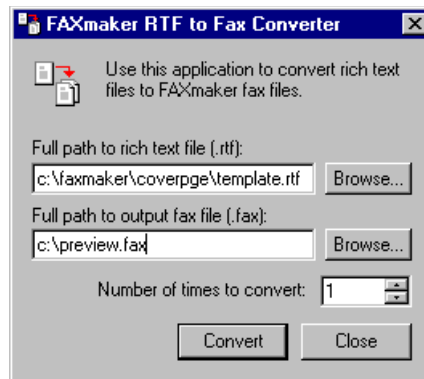 FAXmaker RTF to Fax Converter
Use this application to convert rich text
files to FAXmaker fax files.
Full path to rich text file (.rtf):
c:\faxmaker\coverpge\template.rtf Browse...
Full path to output fax file (.fax):
c:\preview.fax Browse...
Number of times to convert: 1
Convert Close